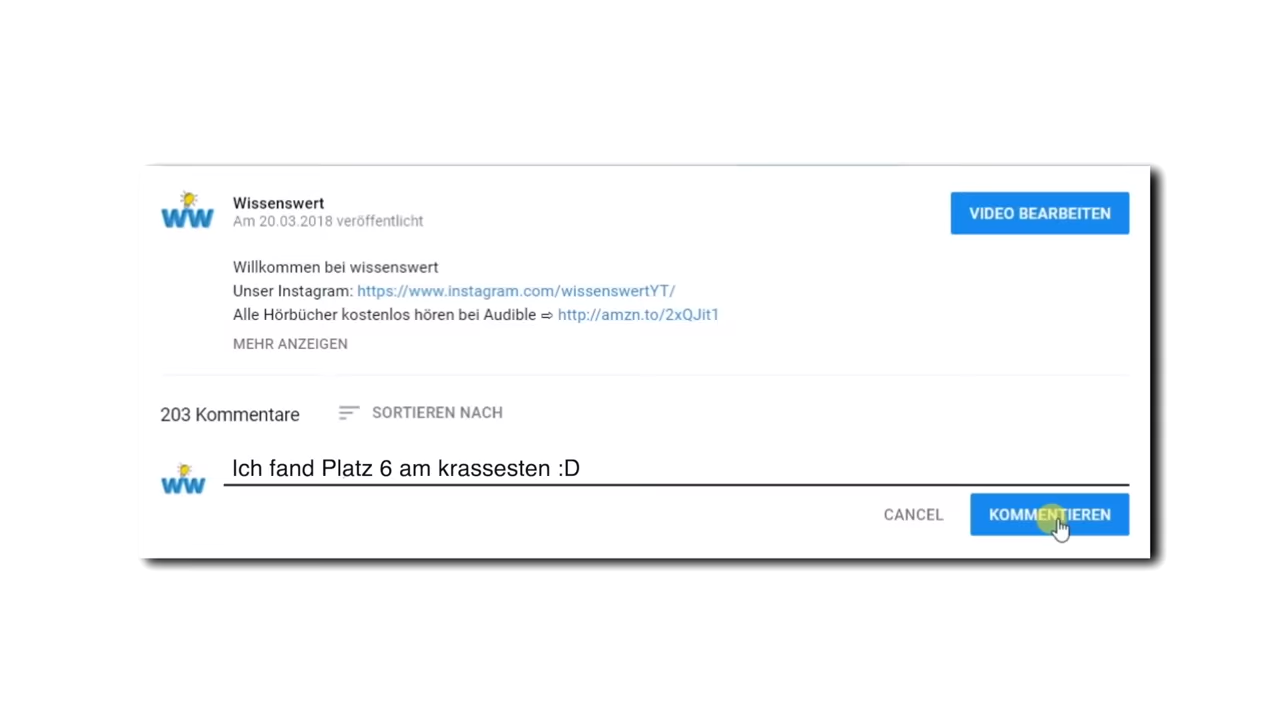 WW
Wissenswert
Am 20.03.2018 veröffentlicht
VIDEO BEARBEITEN
Willkommen bei wissenswert
Unser Instagram: https://www.instagram.com/wissenswertYT/
Alle Hörbücher kostenlos hören bei Audible ⇨ http://amzn.to/2xQJit1
MEHR ANZEIGEN
203 Kommentare
SORTIEREN NACH
WW
Ich fand Platz 6 am krassesten :D
CANCEL
KOMMENTIEREN